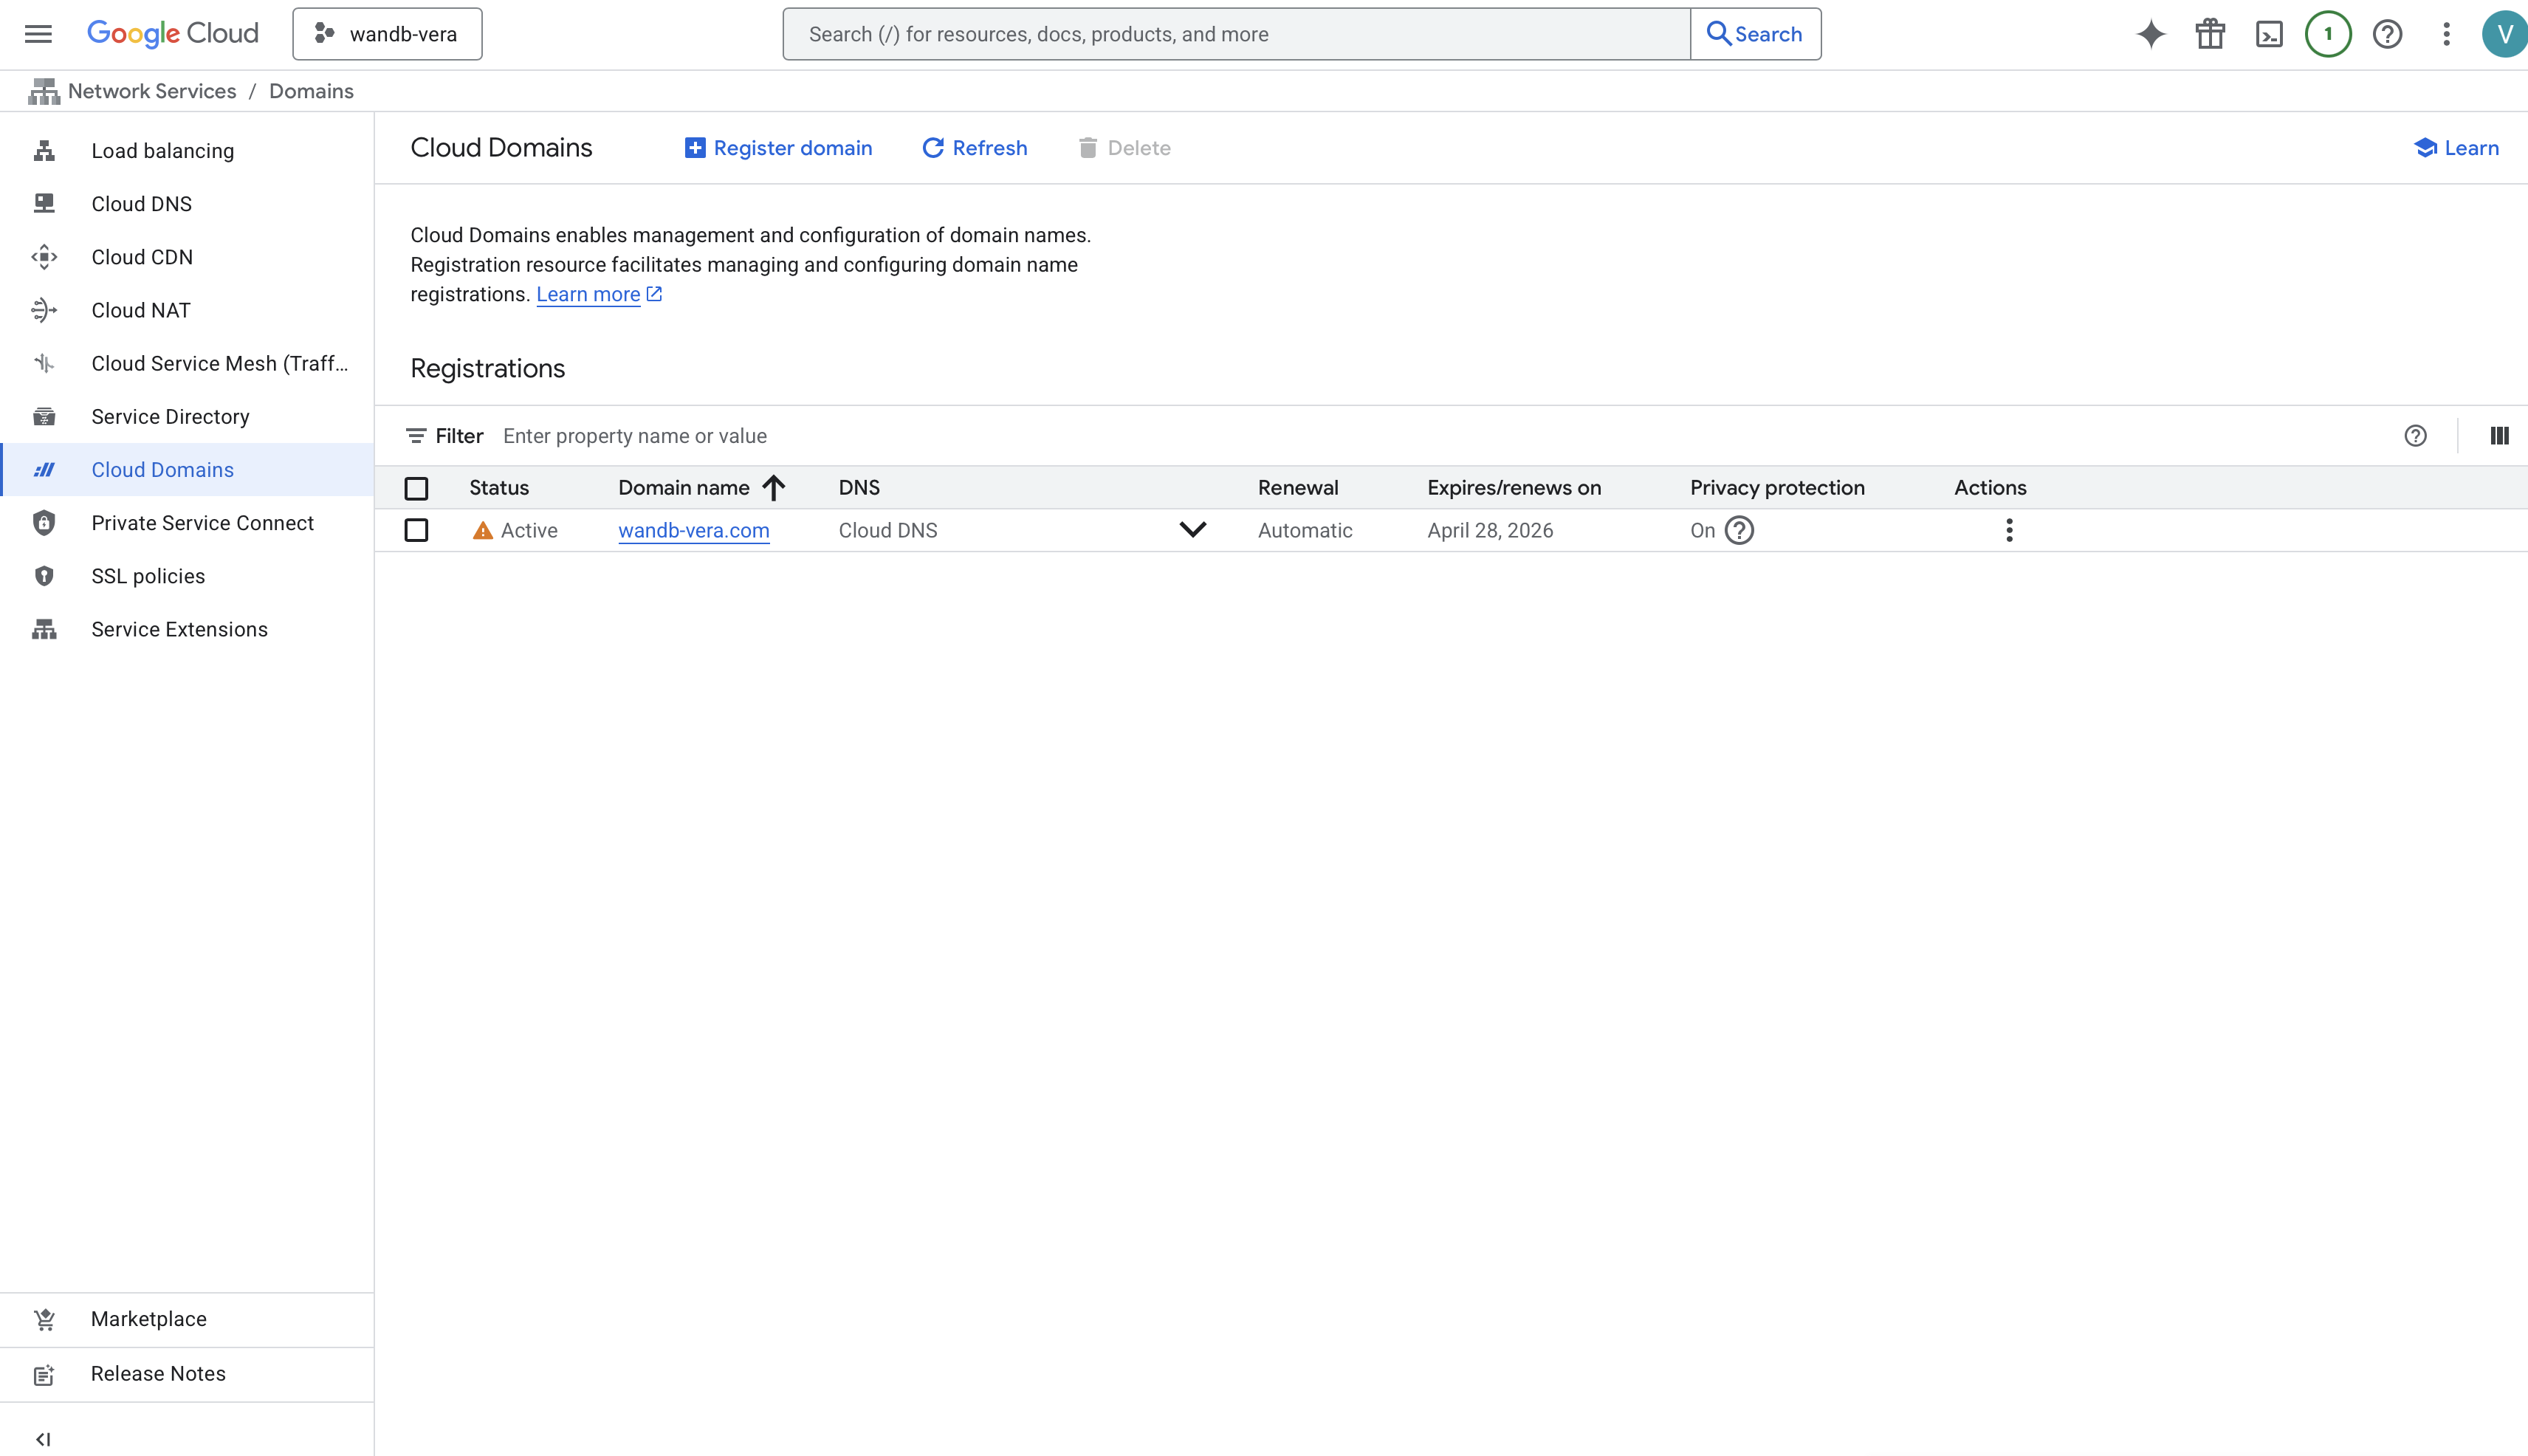 Google Cloud
wandb-vera
Search (/) for resources, docs, products, and more
Search
1
V
Network Services / Domains
Load balancing
Cloud DNS
Cloud CDN
Cloud NAT
Cloud Service Mesh (Traff...
Service Directory
Cloud Domains
Private Service Connect
SSL policies
Service Extensions
Marketplace
Release Notes
Cloud Domains
Register domain
Refresh
Delete
Learn
Cloud Domains enables management and configuration of domain names.
Registration resource facilitates managing and configuring domain name
registrations. Learn more
Registrations
Filter Enter property name or value
Status Domain name DNS Renewal Expires/renews on Privacy protection Actions
Active wandb-vera.com Cloud DNS Automatic April 28, 2026 On